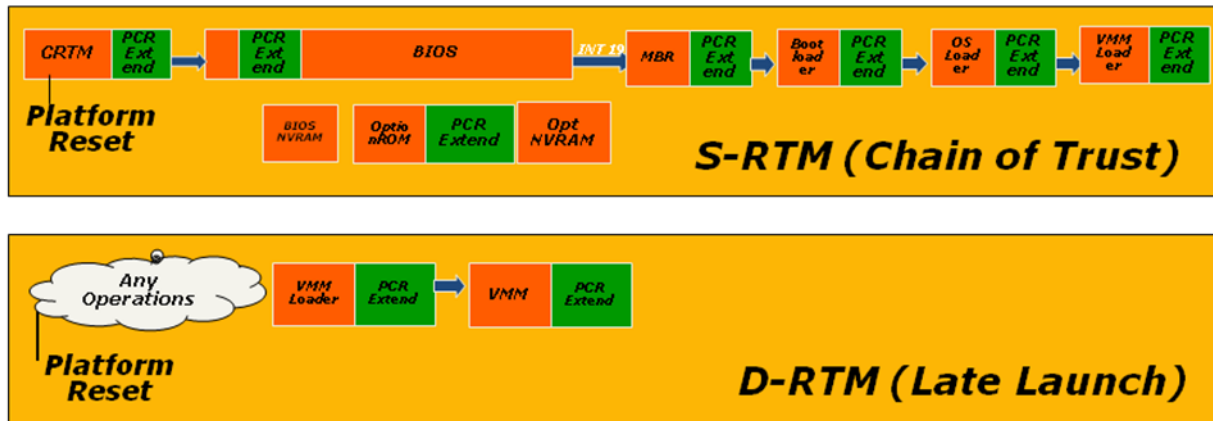 CRTM
PCR
Ext
end
PCR
Ext
end
BIOS
INT 19
MBR
PCR
Ext
end
Boot
load
er
PCR
Ext
end
OS
Load
er
PCR
Ext
end
VMM
Load
er
PCR
Ext
end
Platform
Reset
BIOS
NVRAM
Optio
nROM
PCR
Extend
Opt
NVRAM
S-RTM (Chain of Trust)
Any
Operations
VMM
Loader
PCR
Extend
VMM
PCR
Extend
Platform
Reset
D-RTM (Late Launch)